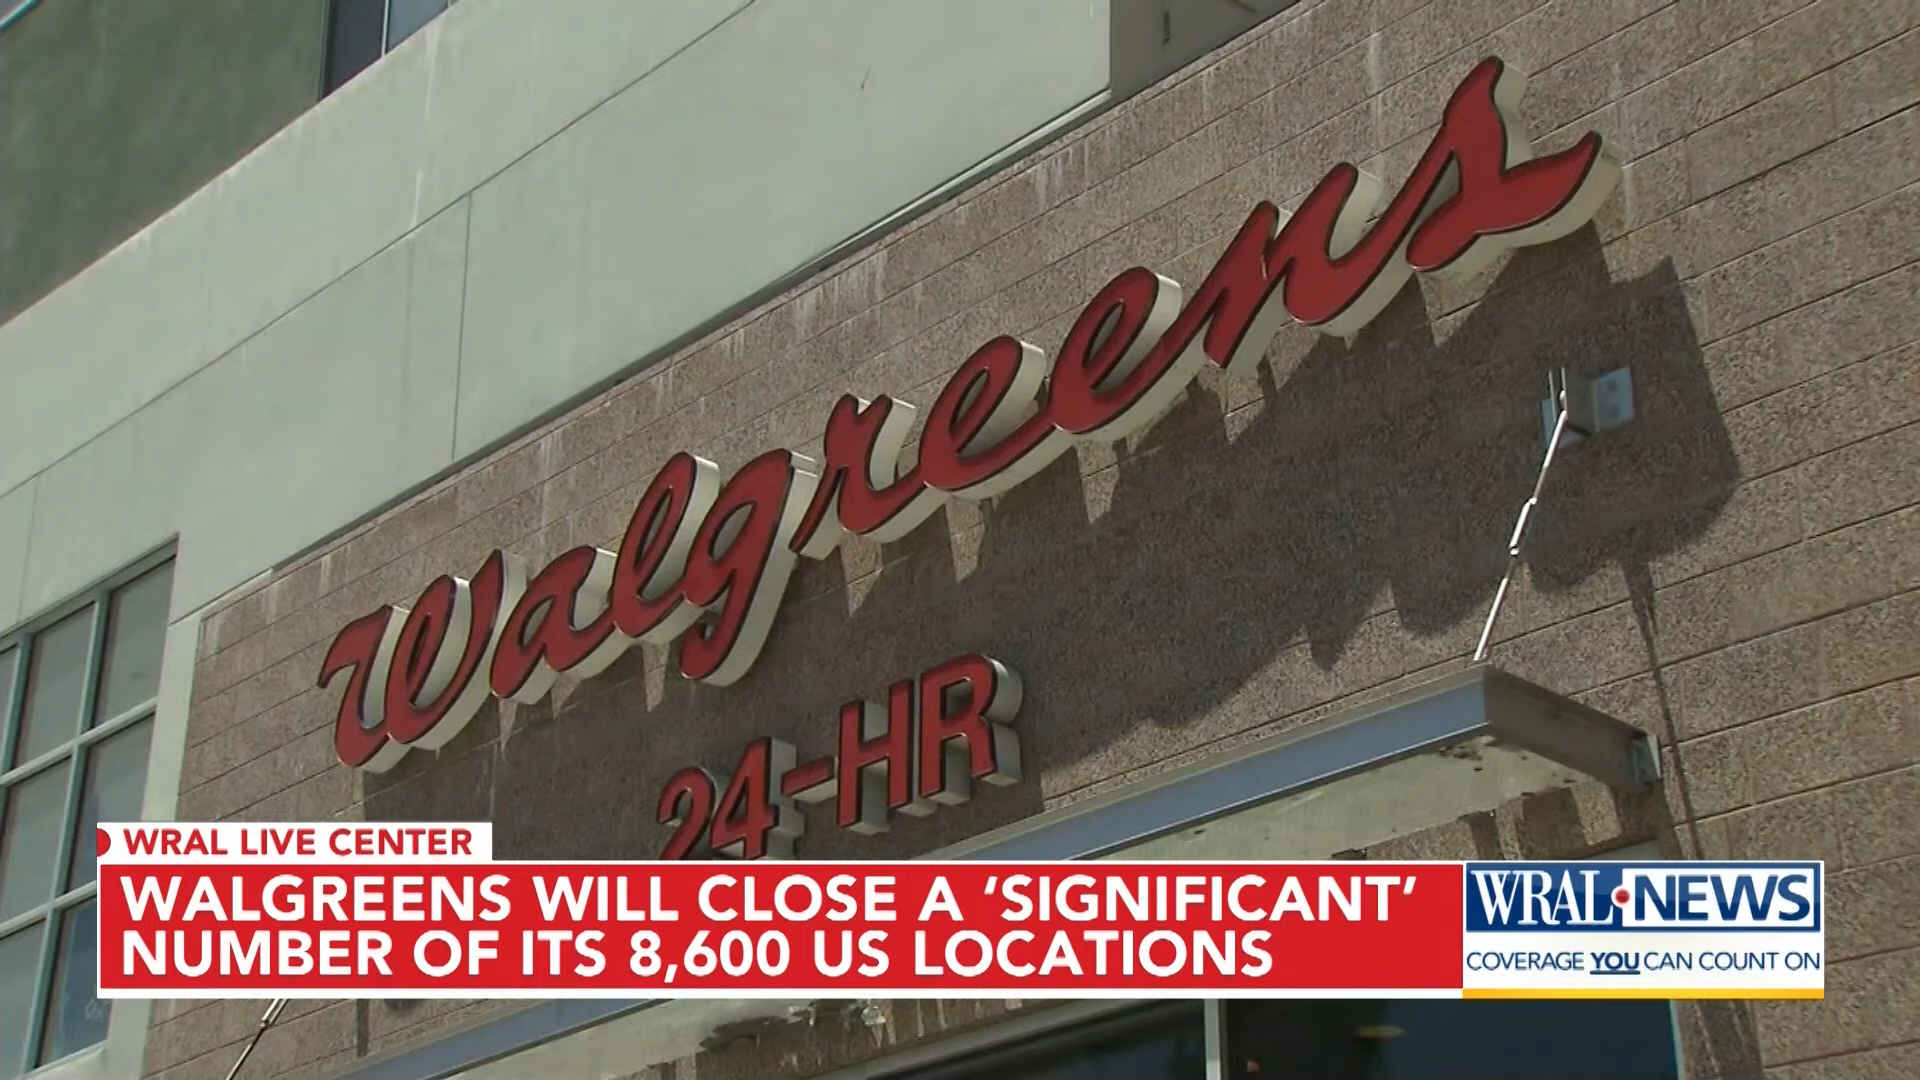 Walgreens
24-HR
WRAL LIVE CENTER
WALGREENS WILL CLOSE A ‘SIGNIFICANT’
NUMBER OF ITS 8,600 US LOCATIONS
WRAL NEWS
COVERAGE YOU CAN COUNT ON